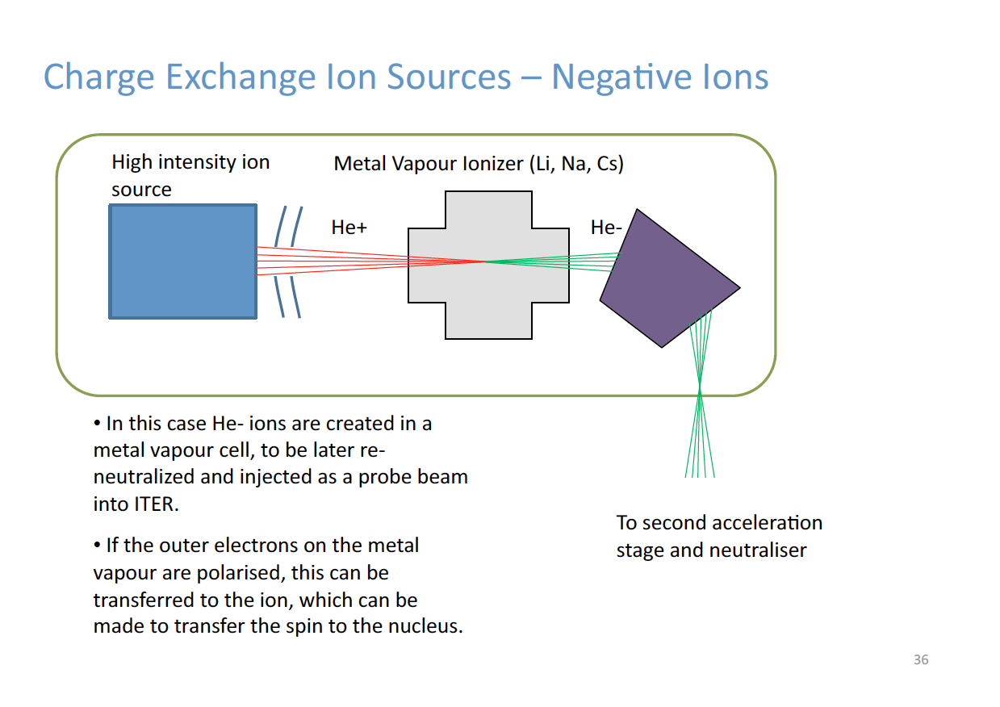 Charge Exchange Ion Sources – Negative Ions
High intensity ion
source
Metal Vapour Ionizer (Li, Na, Cs)
He+
He-
• In this case He- ions are created in a
metal vapour cell, to be later re-
neutralized and injected as a probe beam
into ITER.
• If the outer electrons on the metal
vapour are polarised, this can be
transferred to the ion, which can be
made to transfer the spin to the nucleus.
To second acceleration
stage and neutraliser
36